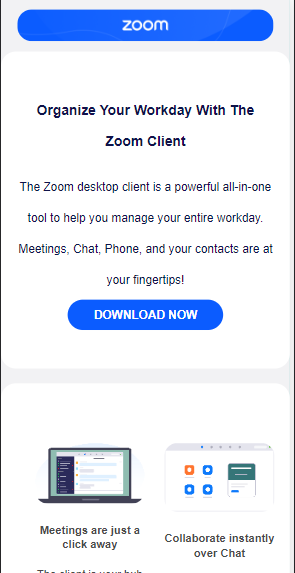 zoom
Organize Your Workday With The
Zoom Client
The Zoom desktop client is a powerful all-in-one
tool to help you manage your entire workday.
Meetings, Chat, Phone, and your contacts are at
your fingertips!
DOWNLOAD NOW
Meetings are just a
click away
Collaborate instantly
over Chat
The client is your hub